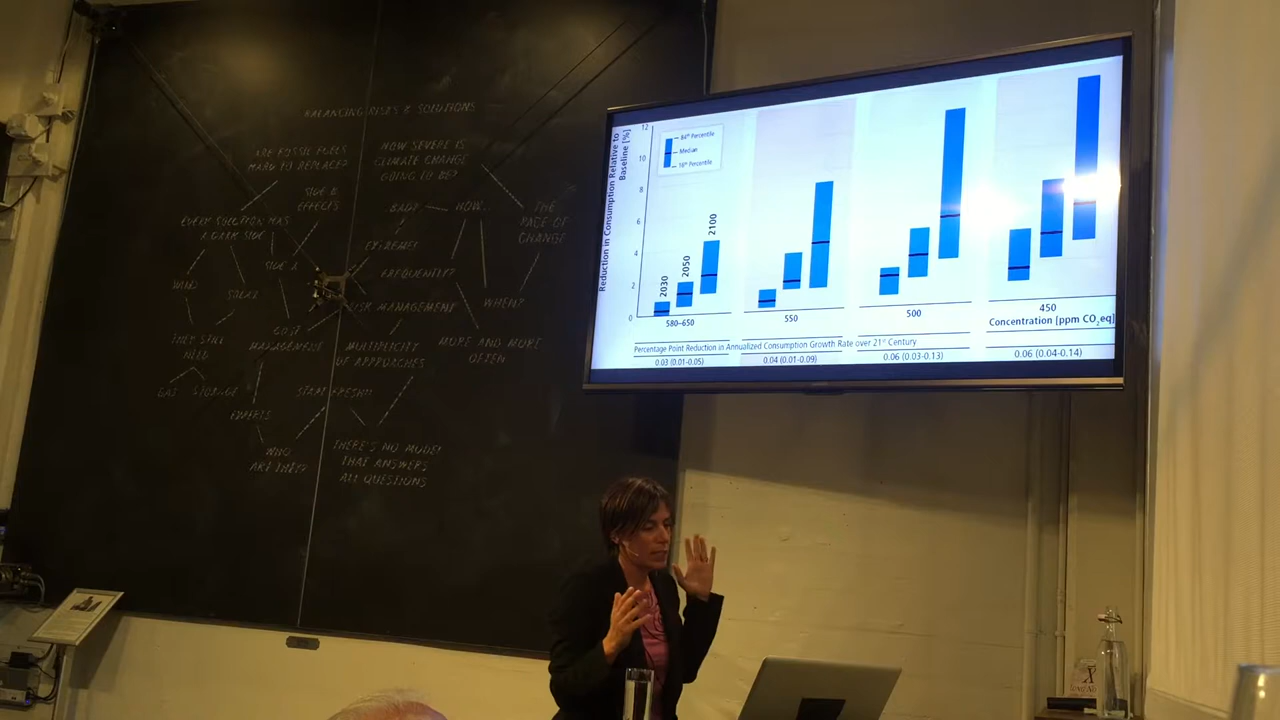 BALANCING RISKS & SOLUTIONS
ARE FOSSIL FUELS
HARD TO REPLACE?
HOW SEVERE IS
CLIMATE CHANGE
GOING TO BE?
SIDE B
EFFECTS
BAD?
HOW..
THE
PACE OF
CHANGE
EVERY SOLUTION HAS
A DARK SIDE
EXTREMES
SIDE A
FREQUENTLY?
WIND
SOLAR
RISK MANAGEMENT
WHEN?
COST
MANAGEMENT
THEY STILL
NEED
MULTIPLICITY
OF APPROACHES
MORE AND MORE
OFTEN
GAS STORAGE
START FRESH!!
EXPERTS
WHO
ARE THEY?
THERE'S NO MODEL
THAT ANSWERS
ALL QUESTIONS
Reduction in Consumption Relative to
Baseline [%]
12
10
8
6
4
2
0
84th Percentile
Median
16th Percentile
2030
2050
2100
580–650
550
500
450
Concentration [ppm CO2eq]
Percentage Point Reduction in Annualized Consumption Growth Rate over 21st Century
0.03 (0.01-0.05)
0.04 (0.01-0.09)
0.06 (0.03-0.13)
0.06 (0.04-0.14)